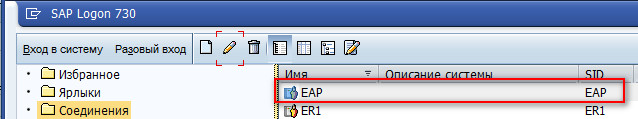 SAP Logon 730
Вход в систему Разовый вход
Избранное
Ярлыки
Соединения
Имя Описание системы SID
EAP EAP
ER1 ER1